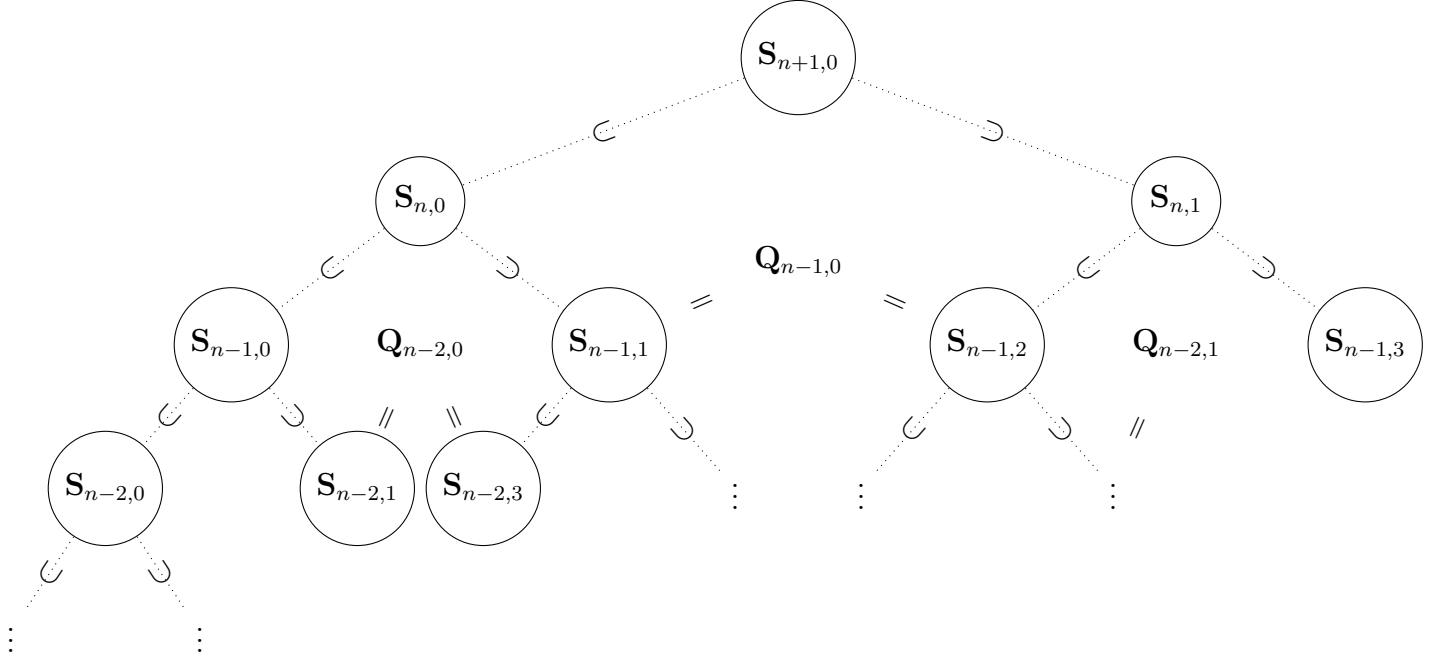 S_{n+1,0}
⊂ ⊂
S_{n,0} S_{n,1}
⊂ ⊂ Q_{n−1,0} ⊂ ⊂
= =
S_{n−1,0} Q_{n−2,0} S_{n−1,1} S_{n−1,2} Q_{n−2,1} S_{n−1,3}
⊂ ⊂ = = ⊂ ⊂ ⊂ ⊂ =
S_{n−2,0} S_{n−2,1} S_{n−2,3} ⋮ ⋮ ⋮
⊂ ⊂
⋮ ⋮